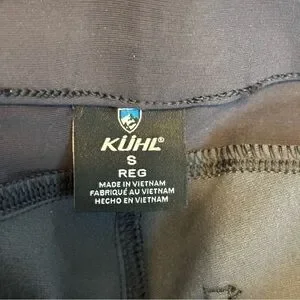 KÜHL®
S
REG
MADE IN VIETNAM
FABRIQUÉ AU VIETNAM
HECHO EN VIETNAM